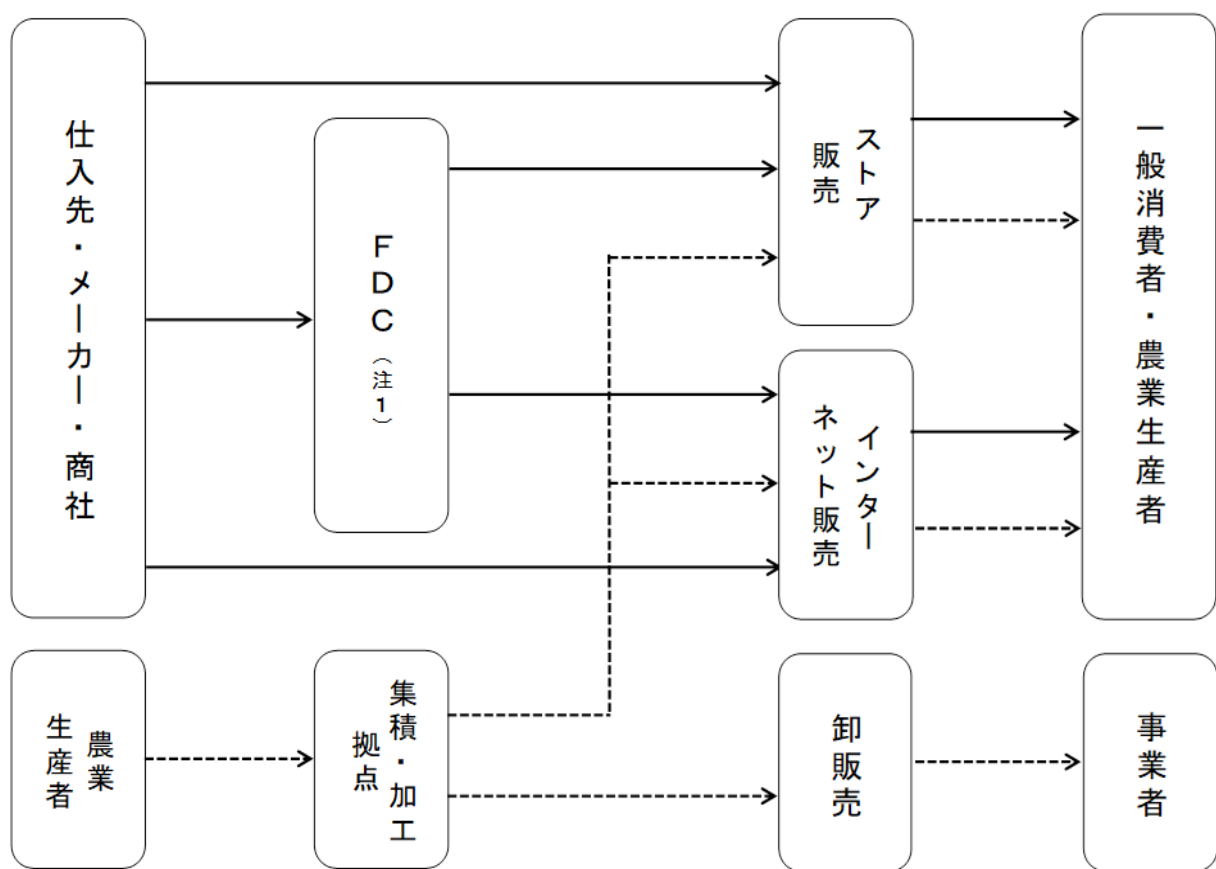 仕入先・メーカー・商社
FDC（注1）
ストア
販売
インター
ネット販売
一般消費者・農業生産者
農業
生産者
集積・加工
拠点
卸販売
事業者